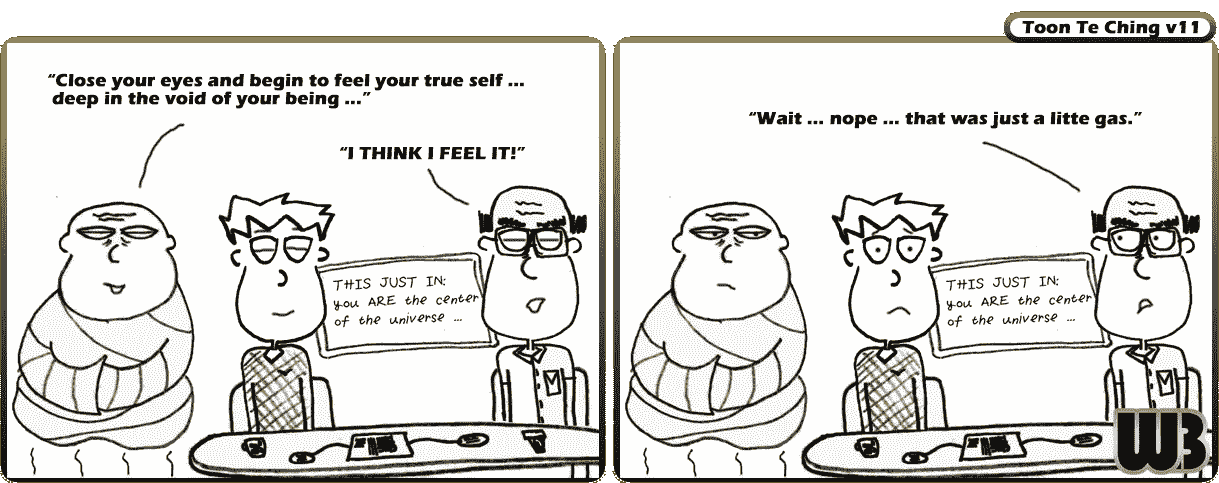 Toon Te Ching v11
“Close your eyes and begin to feel your true self ...
deep in the void of your being ...”
“I THINK I FEEL IT!”
THIS JUST IN:
you ARE the center
of the universe ...
“Wait ... nope ... that was just a litte gas.”
THIS JUST IN:
you ARE the center
of the universe ...
WB